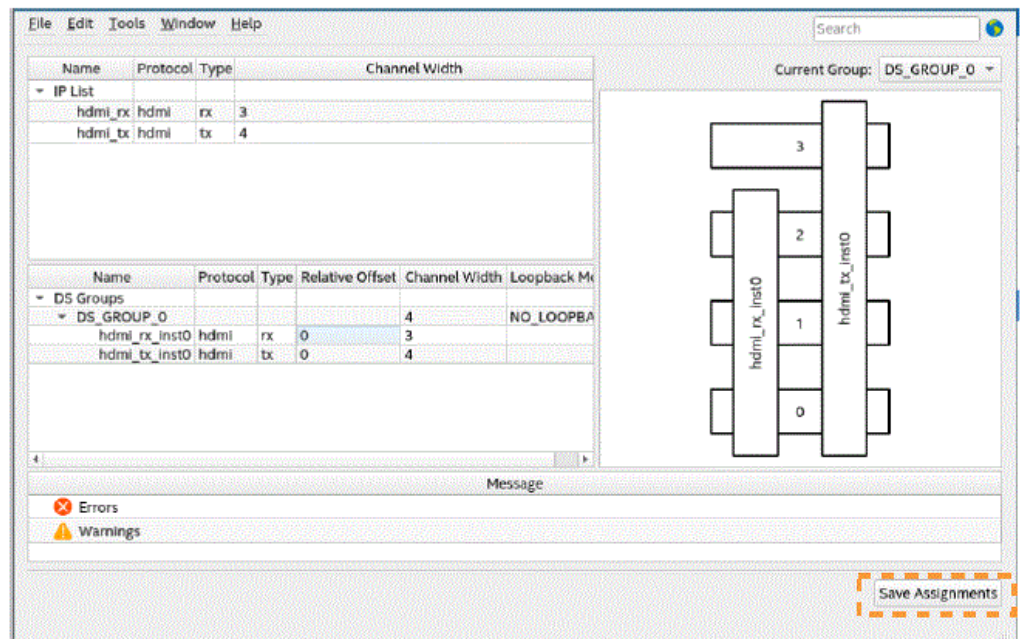 File Edit Tools Window Help
Search
Name Protocol Type Channel Width
IP List
hdmi_rx hdmi rx 3
hdmi_tx hdmi tx 4
Current Group: DS_GROUP_0
3
2
1
0
hdmi_rx_inst0
hdmi_tx_inst0
Name Protocol Type Relative Offset Channel Width Loopback Mo
DS Groups
DS_GROUP_0 4 NO_LOOPBA
hdmi_rx_inst0 hdmi rx 0 3
hdmi_tx_inst0 hdmi tx 0 4
Message
Errors
Warnings
Save Assignments